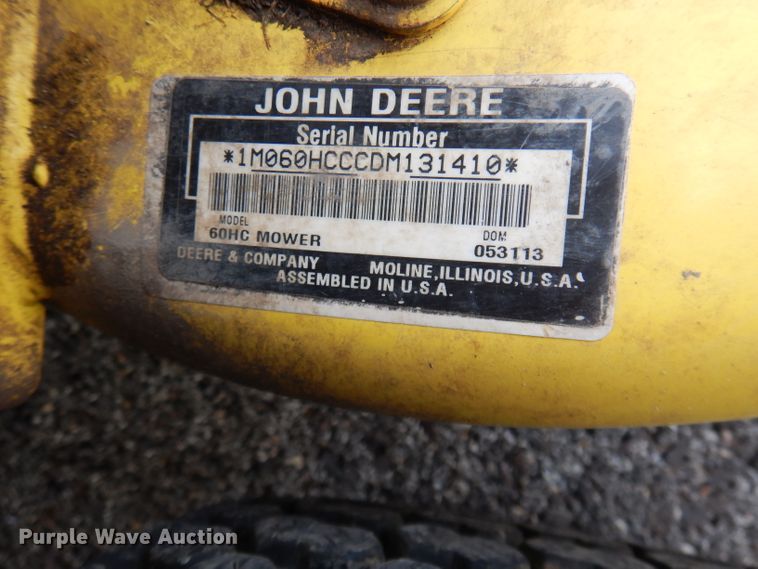 JOHN DEERE
Serial Number
*1M060HCCCDM131410*
MODEL
60HC MOWER
DOM
053113
DEERE & COMPANY MOLINE, ILLINOIS, U.S.A.
ASSEMBLED IN U.S.A.
Purple Wave Auction